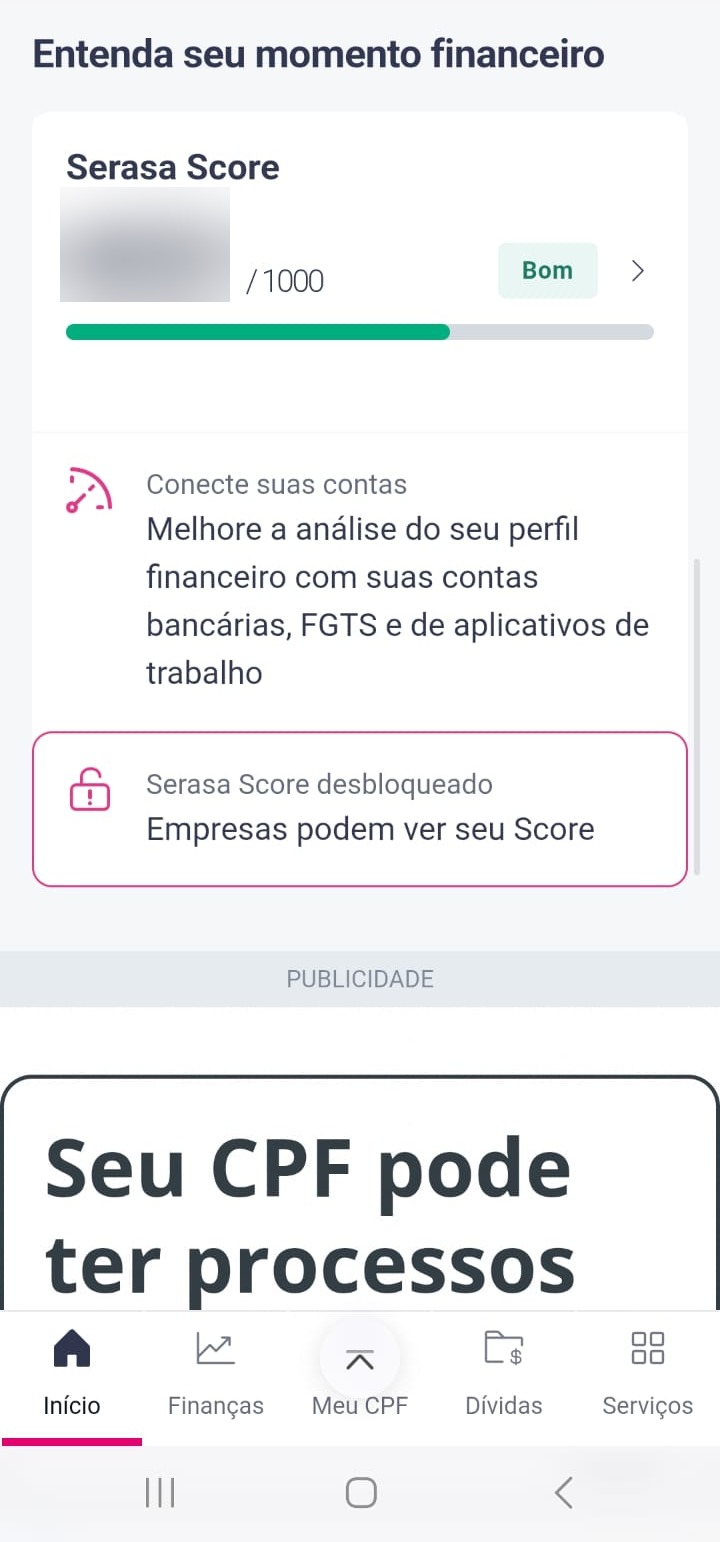 Entenda seu momento financeiro
Serasa Score
/ 1000
Bom
Conecte suas contas
Melhore a análise do seu perfil
financeiro com suas contas
bancárias, FGTS e de aplicativos de
trabalho
Serasa Score desbloqueado
Empresas podem ver seu Score
PUBLICIDADE
Seu CPF pode
ter processos
Início
Finanças
Meu CPF
Dívidas
Serviços